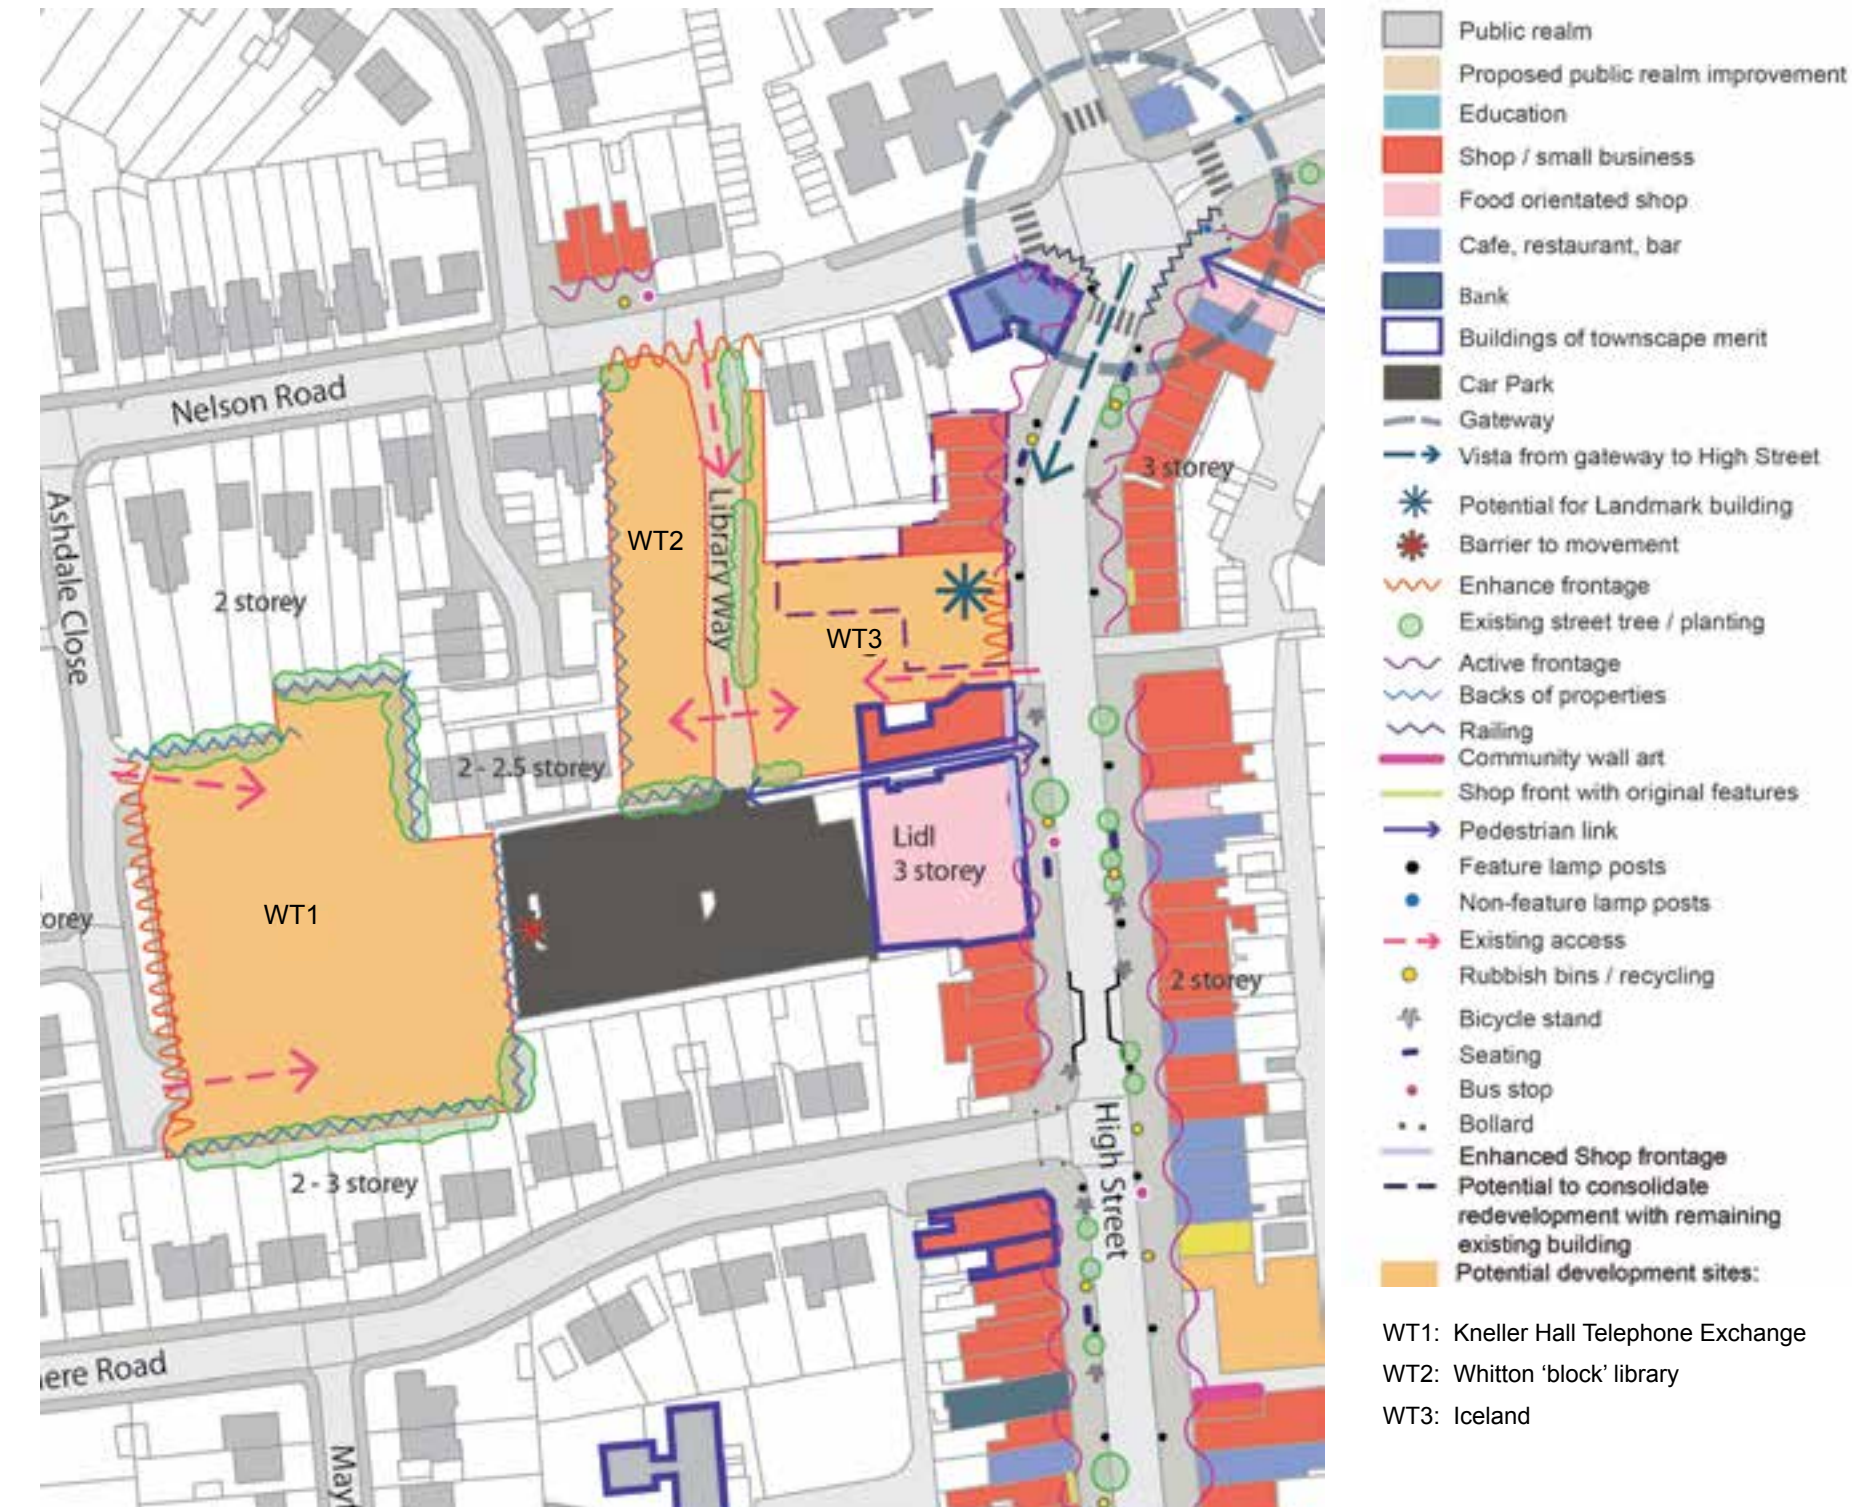 Nelson Road
Ashdale Close
2 storey
WT2
Library Way
WT3
3 storey
2 - 2.5 storey
Lidl
3 storey
WT1
orey
2 storey
High Street
2 - 3 storey
ere Road
May
Public realm
Proposed public realm improvement
Education
Shop / small business
Food orientated shop
Cafe, restaurant, bar
Bank
Buildings of townscape merit
Car Park
Gateway
Vista from gateway to High Street
Potential for Landmark building
Barrier to movement
Enhance frontage
Existing street tree / planting
Active frontage
Backs of properties
Railing
Community wall art
Shop front with original features
Pedestrian link
Feature lamp posts
Non-feature lamp posts
Existing access
Rubbish bins / recycling
Bicycle stand
Seating
Bus stop
Bollard
Enhanced Shop frontage
Potential to consolidate
redevelopment with remaining
existing building
Potential development sites:
WT1: Kneller Hall Telephone Exchange
WT2: Whitton ‘block’ library
WT3: Iceland